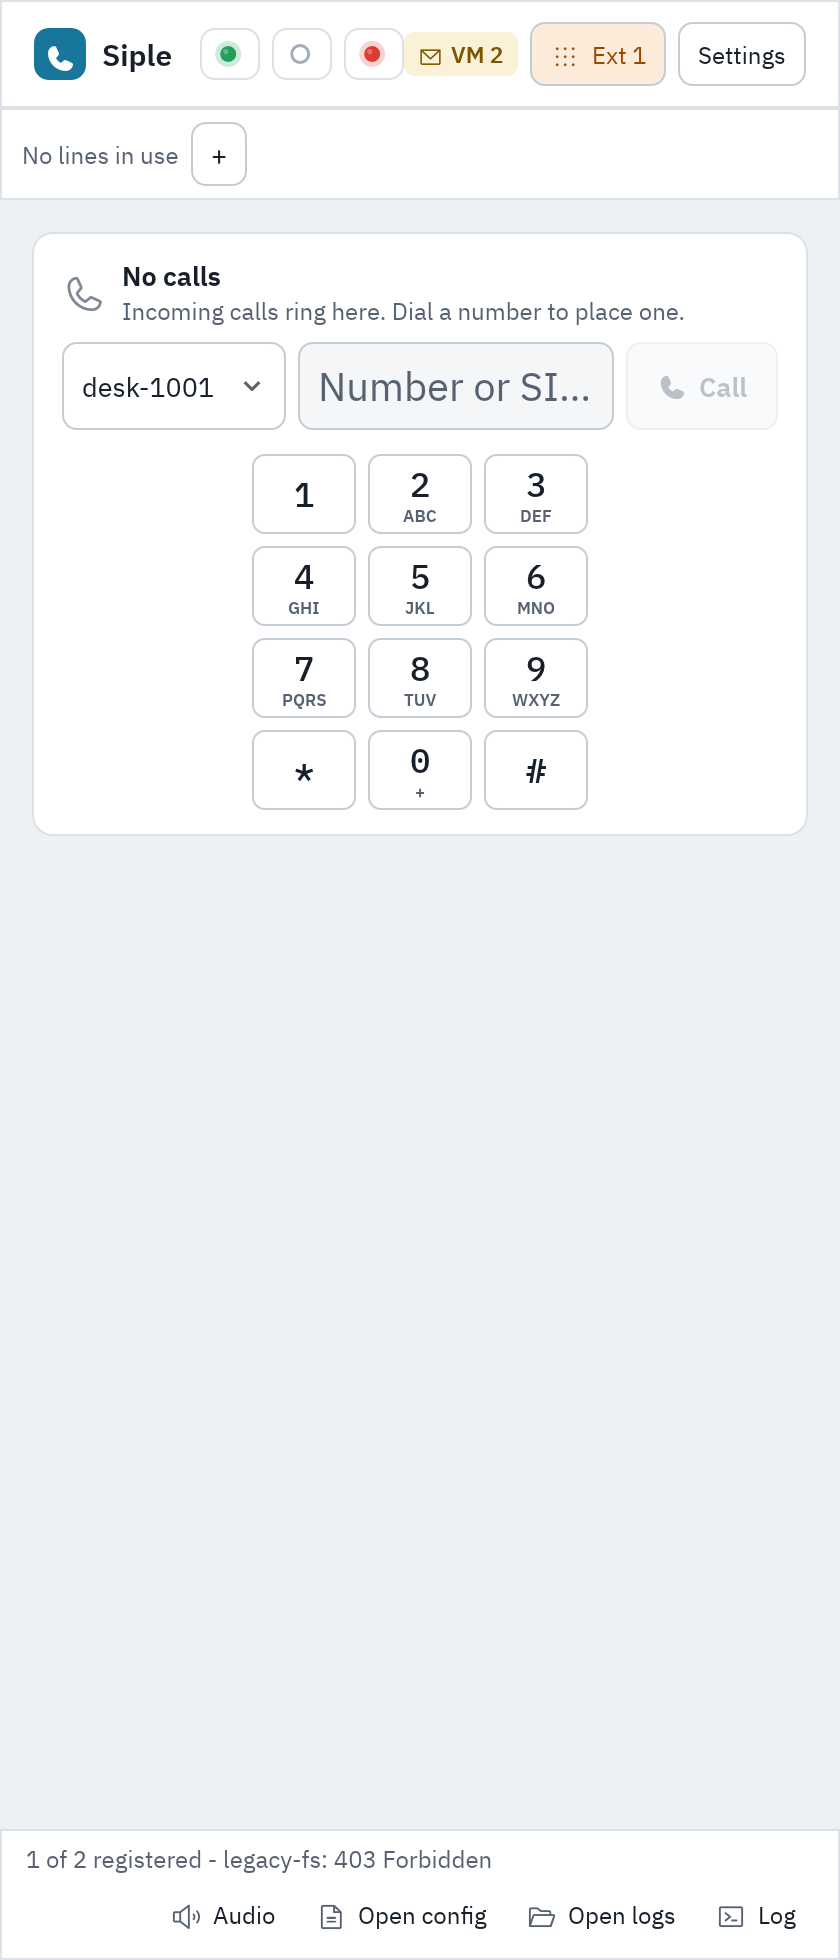 Siple VM 2 Ext 1 Settings
No lines in use +
No calls
Incoming calls ring here. Dial a number to place one.
desk-1001 Number or SI... Call
1 2 3
ABC DEF
4 5 6
GHI JKL MNO
7 8 9
PQRS TUV WXYZ
* 0 #
+
1 of 2 registered - legacy-fs: 403 Forbidden
Audio Open config Open logs Log